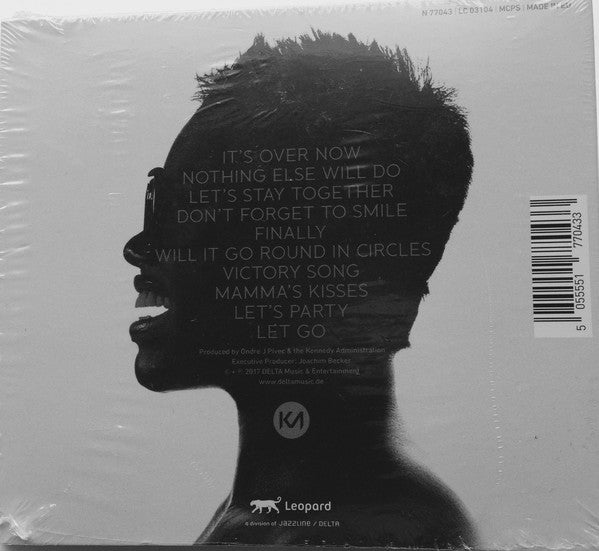 N 77043 | LC 03104 | MCPS | MADE IN EU
IT'S OVER NOW
NOTHING ELSE WILL DO
LET'S STAY TOGETHER
DON'T FORGET TO SMILE
FINALLY
WILL IT GO ROUND IN CIRCLES
VICTORY SONG
MAMMA'S KISSES
LET'S PARTY
LET GO
Produced by Ondre J Pivec & the Kennedy Administration
Executive Producer: Joachim Becker
© + ℗ 2017 DELTA Music & Entertainment
www.deltamusic.de
KA
Leopard
a division of JAZZLINE / DELTA
5 055551 770433